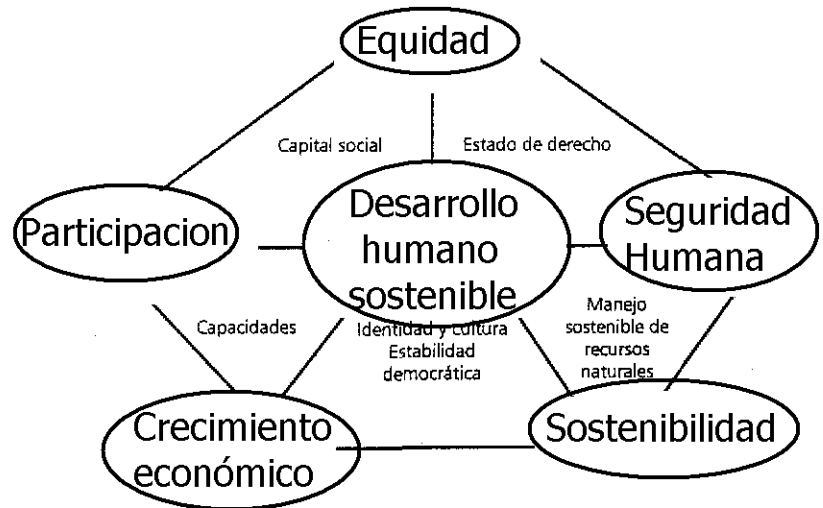 Equidad
Capital social
Estado de derecho
Participacion
Desarrollo
humano
sostenible
Seguridad
Humana
Capacidades
Identidad y cultura
Estabilidad
democrática
Manejo
sostenible de
recursos
naturales
Crecimiento
económico
Sostenibilidad